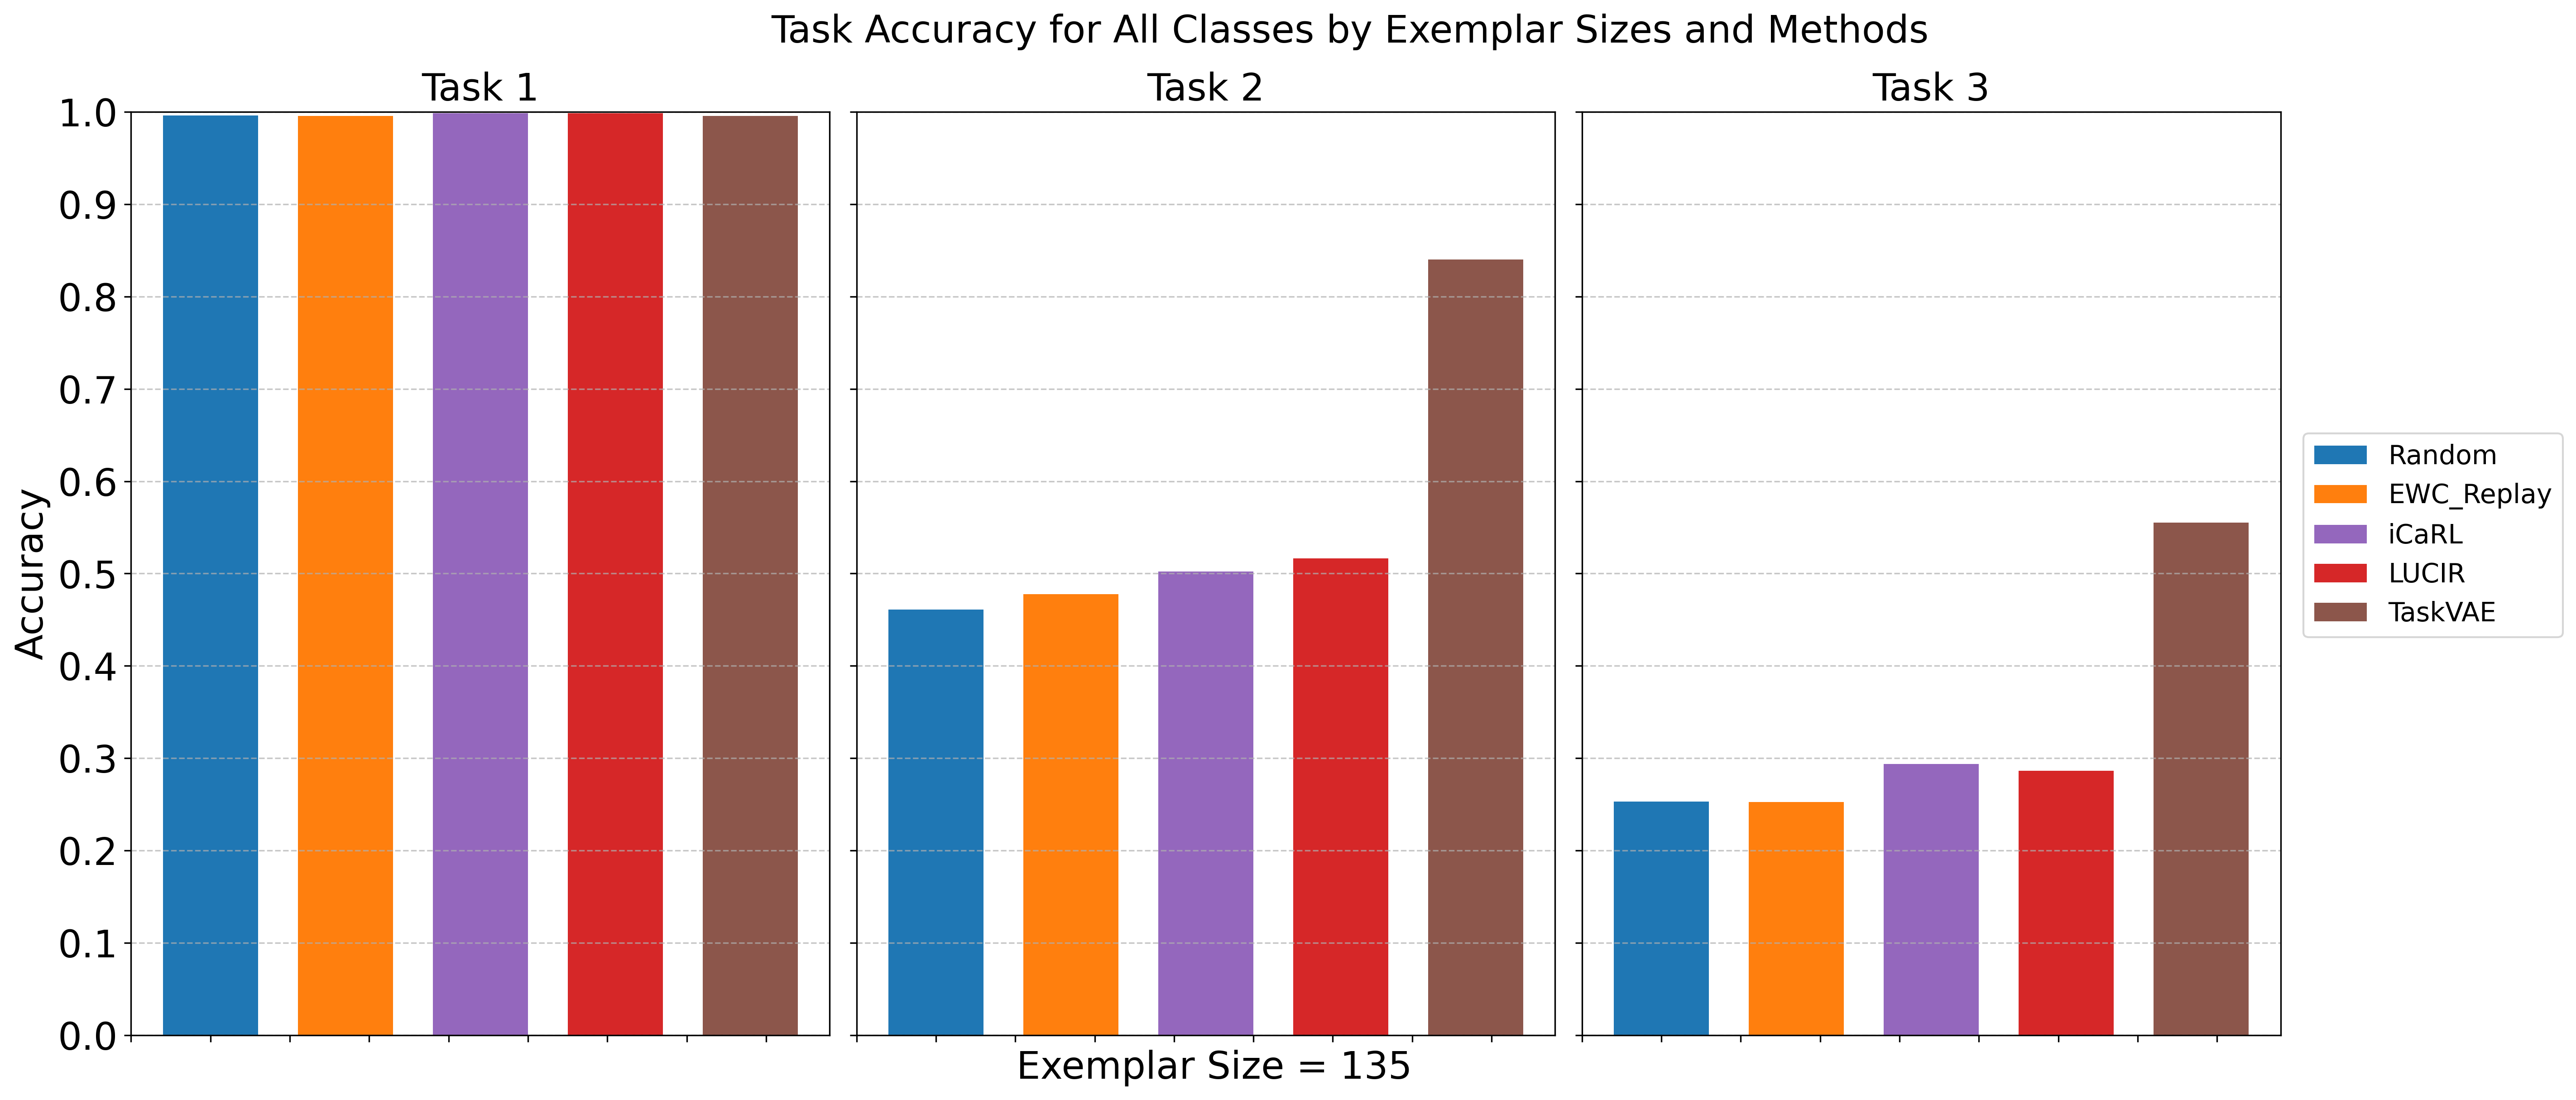 Task Accuracy for All Classes by Exemplar Sizes and Methods
Task 1
Task 2
Task 3
1.0
0.9
0.8
0.7
0.6
0.5
0.4
0.3
0.2
0.1
0.0
Accuracy
Exemplar Size = 135
Random
EWC_Replay
iCaRL
LUCIR
TaskVAE